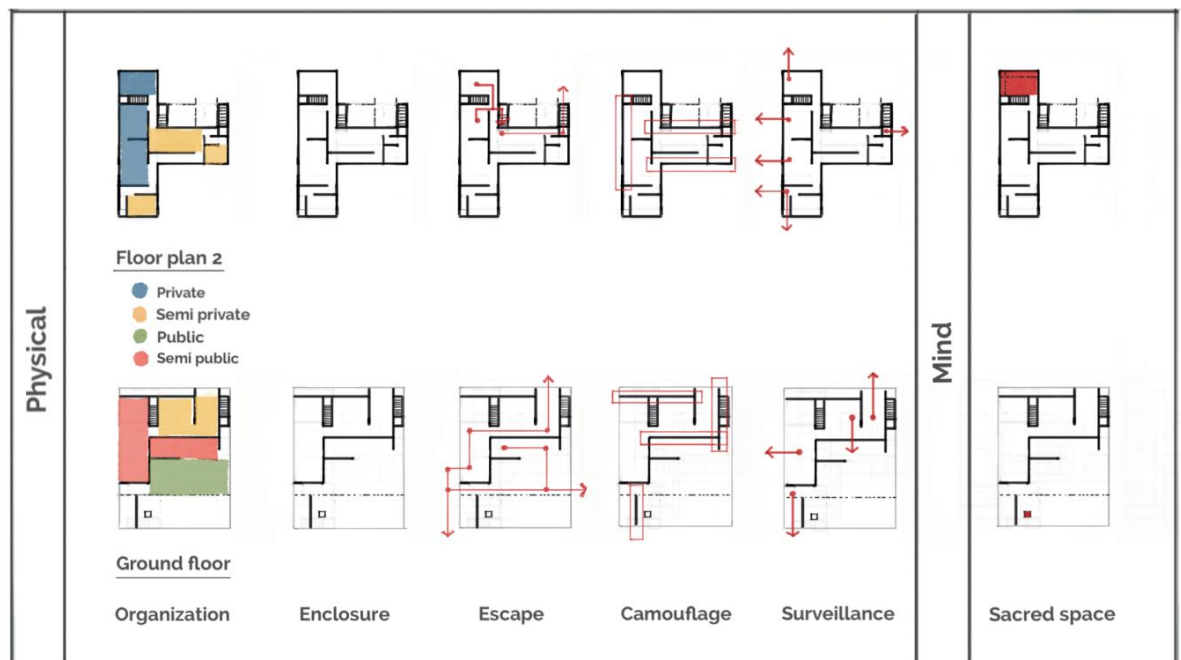 Physical
Floor plan 2
Private
Semi private
Public
Semi public
Ground floor
Organization
Enclosure
Escape
Camouflage
Surveillance
Mind
Sacred space